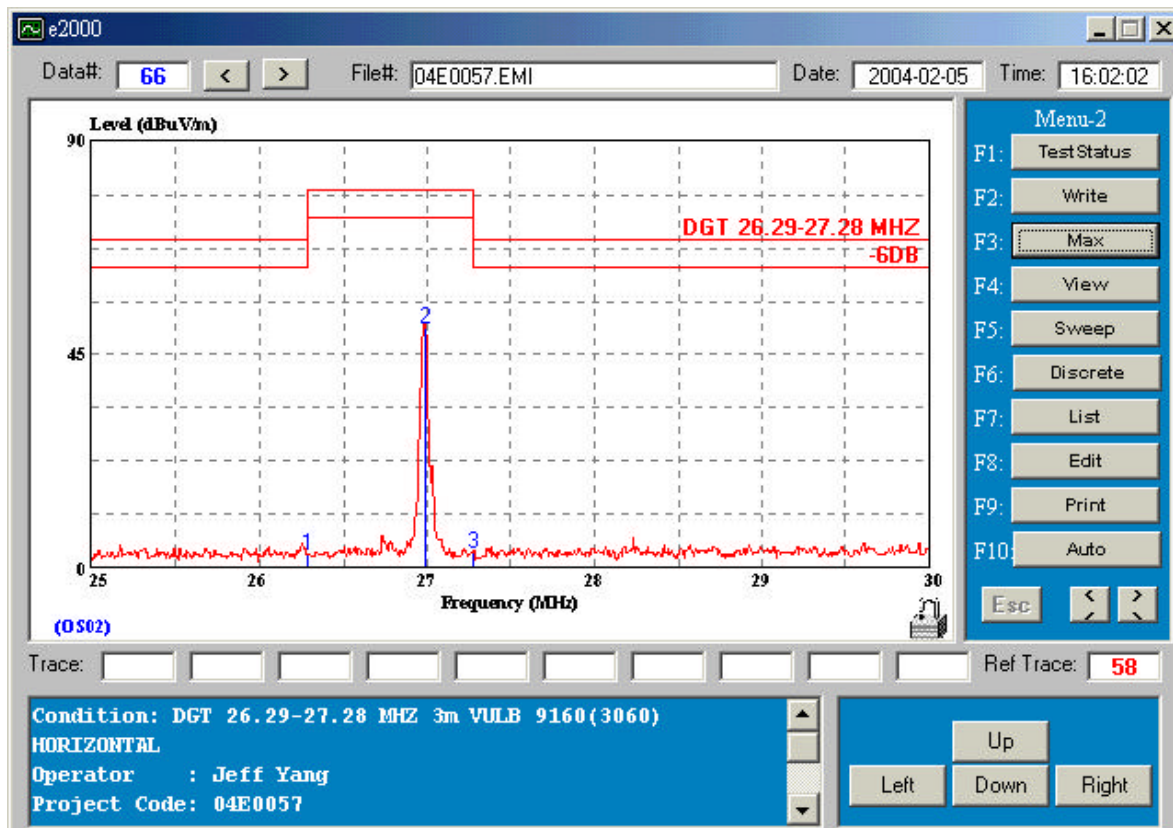 e2000
Data#: 66 < > File#: 04E0057.EMI Date: 2004-02-05 Time: 16:02:02
Level (dBuV/m)
90
DGT 26.29-27.28 MHZ
-6DB
2
45
1
3
0
25 26 27 28 29 30
Frequency (MHz)
(OS02)
Menu-2
F1: TestStatus
F2: Write
F3: Max
F4: View
F5: Sweep
F6: Discrete
F7: List
F8: Edit
F9: Print
F10: Auto
Esc
Trace: Ref Trace: 58
Condition: DGT 26.29-27.28 MHZ 3m VULB 9160(3060)
HORIZONTAL
Operator : Jeff Yang
Project Code: 04E0057
Up
Left Down Right